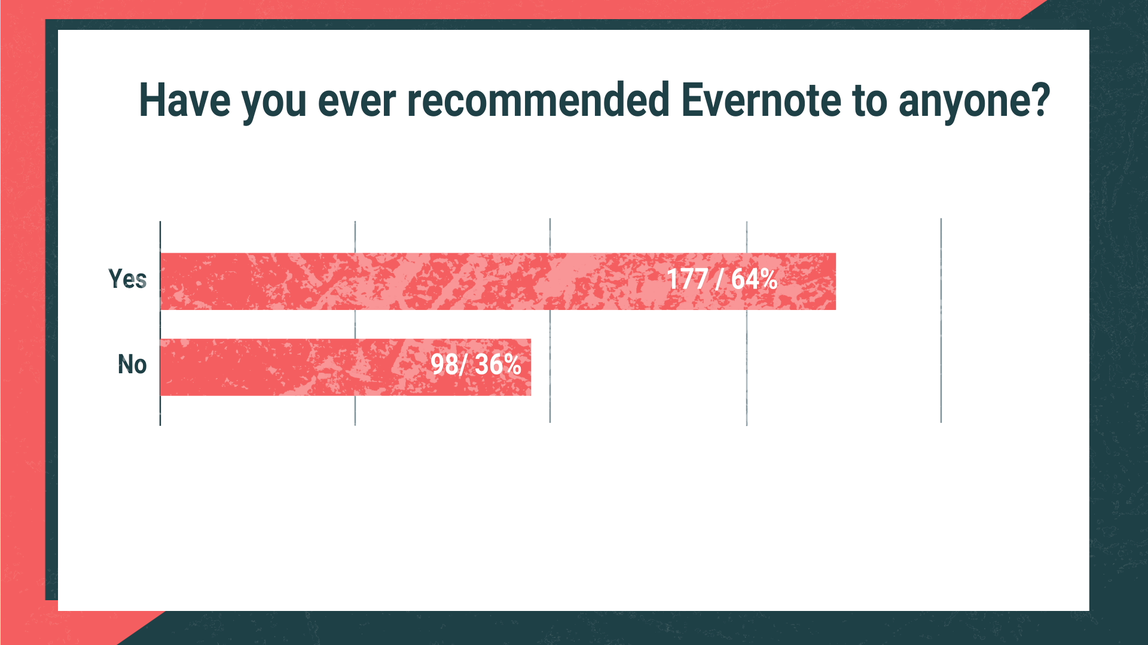 Have you ever recommended Evernote to anyone?
Yes 177 / 64%
No 98/ 36%